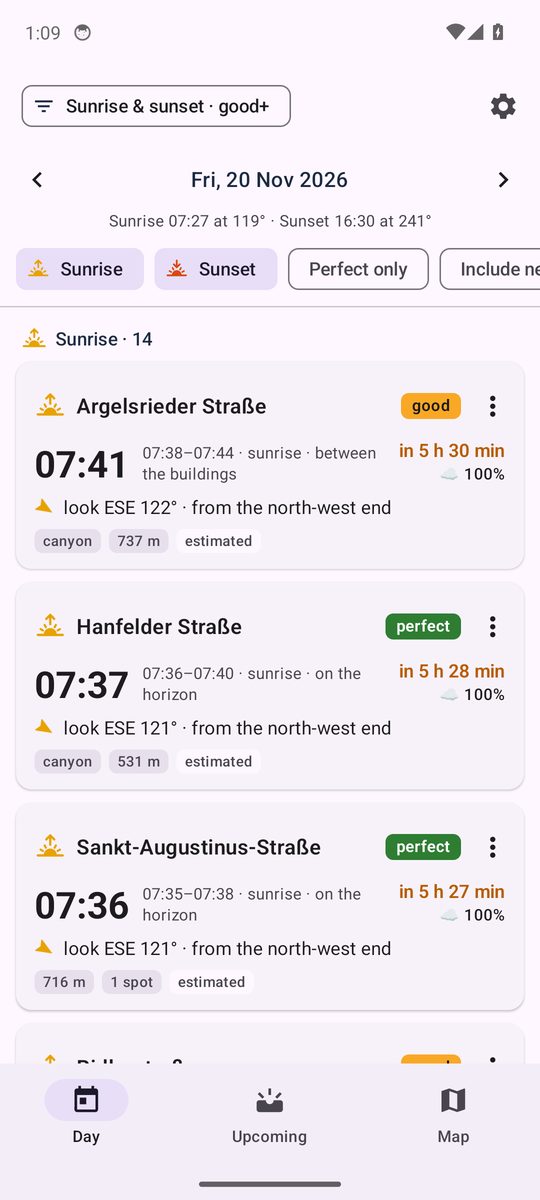 1:09
Sunrise & sunset · good+
Fri, 20 Nov 2026
Sunrise 07:27 at 119° · Sunset 16:30 at 241°
Sunrise
Sunset
Perfect only
Include ne
Sunrise · 14
Argelsrieder Straße
good
07:41
07:38–07:44 · sunrise · between
the buildings
in 5 h 30 min
☁️ 100%
look ESE 122° · from the north-west end
canyon
737 m
estimated
Hanfelder Straße
perfect
07:37
07:36–07:40 · sunrise · on the
horizon
in 5 h 28 min
☁️ 100%
look ESE 121° · from the north-west end
canyon
531 m
estimated
Sankt-Augustinus-Straße
perfect
07:36
07:35–07:38 · sunrise · on the
horizon
in 5 h 27 min
☁️ 100%
look ESE 121° · from the north-west end
716 m
1 spot
estimated
Day
Upcoming
Map